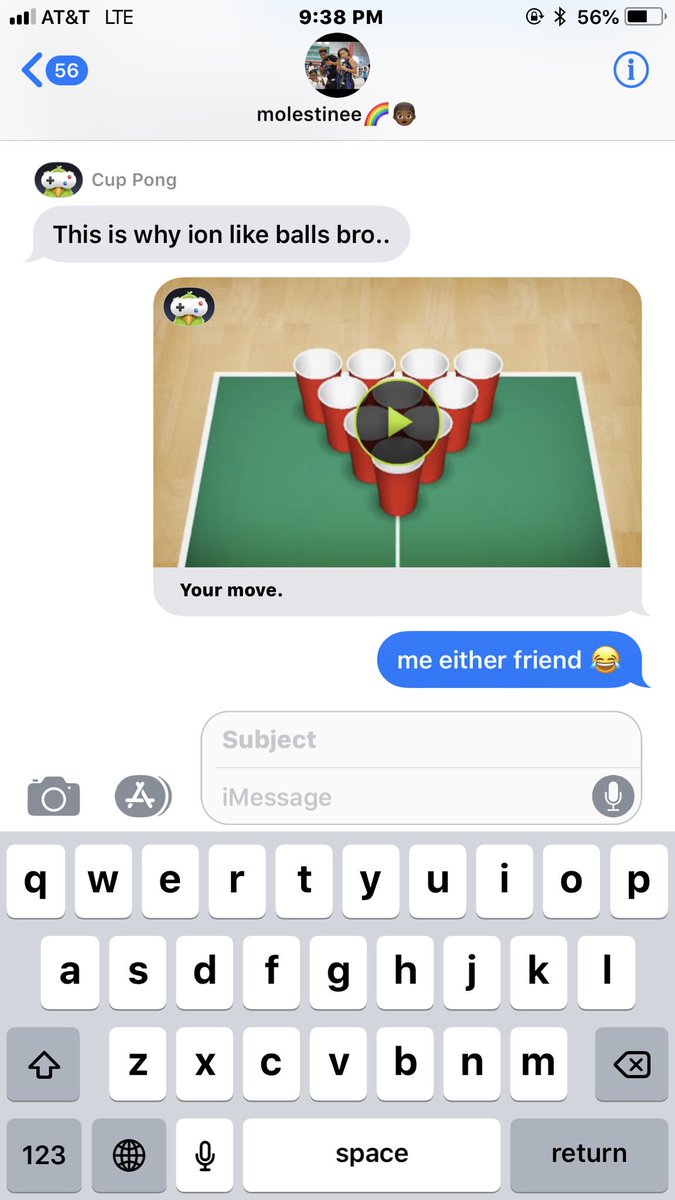 AT&T LTE 9:38 PM 56%
56
molestinee🌈👨🏿‍🦲
Cup Pong
This is why ion like balls bro..
Your move.
me either friend 😂
Subject
iMessage
q w e r t y u i o p
a s d f g h j k l
z x c v b n m
123 space return